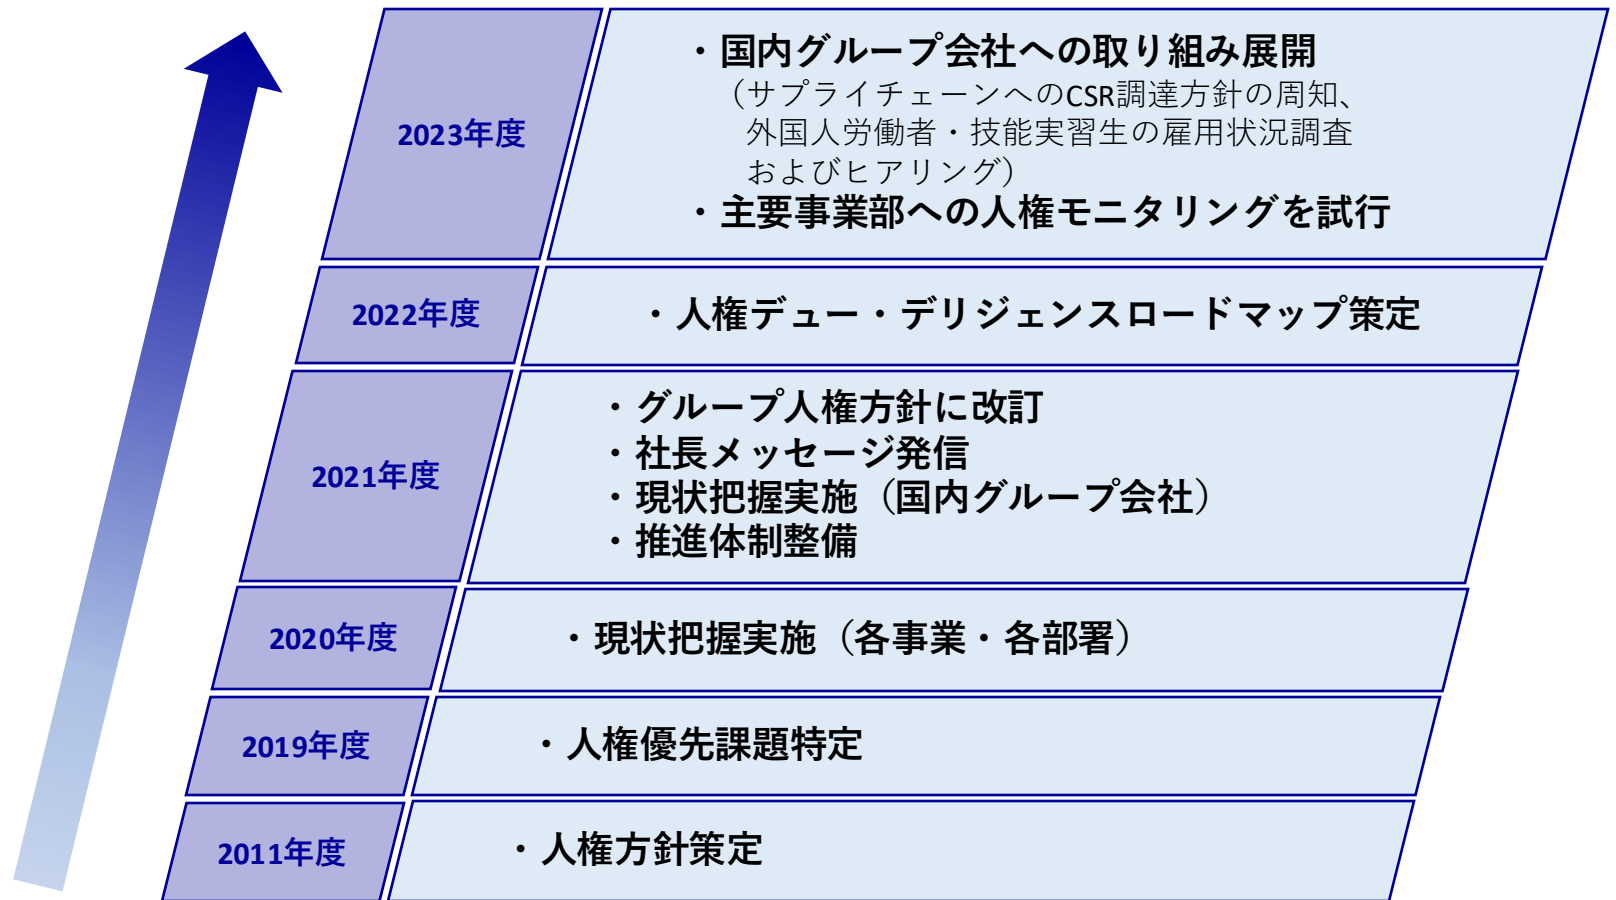 2023年度
・国内グループ会社への取り組み展開
（サプライチェーンへのCSR調達方針の周知、
外国人労働者・技能実習生の雇用状況調査
およびヒアリング）
・主要事業部への人権モニタリングを試行
2022年度
・人権デュー・デリジェンスロードマップ策定
2021年度
・グループ人権方針に改訂
・社長メッセージ発信
・現状把握実施（国内グループ会社）
・推進体制整備
2020年度
・現状把握実施（各事業・各部署）
2019年度
・人権優先課題特定
2011年度
・人権方針策定